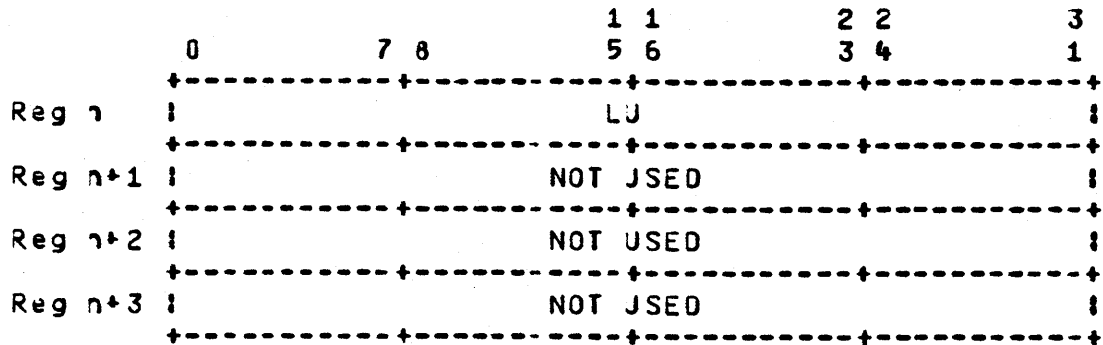 1 1 2 2 3
0 7 8 5 6 3 4 1
+-----------+-----------+-----------+-----------+
Reg n | LU |
+-----------+-----------+-----------+-----------+
Reg n+1 | NOT USED |
+-----------+-----------+-----------+-----------+
Reg n+2 | NOT USED |
+-----------+-----------+-----------+-----------+
Reg n+3 | NOT USED |
+-----------+-----------+-----------+-----------+